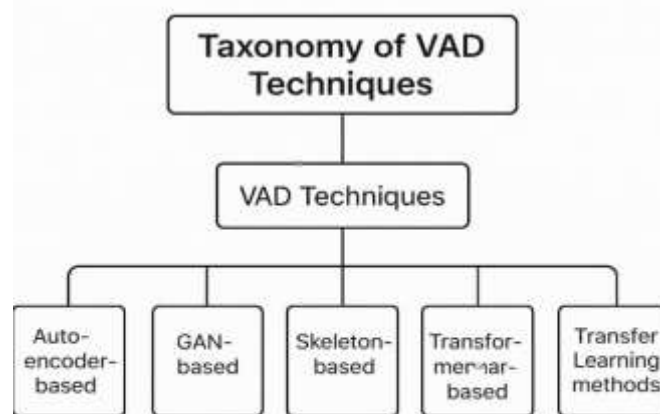 Taxonomy of VAD
Techniques
VAD Techniques
Auto-
encoder-
based
GAN-
based
Skeleton-
based
Transfor-
based
Transfer
Learning
methods